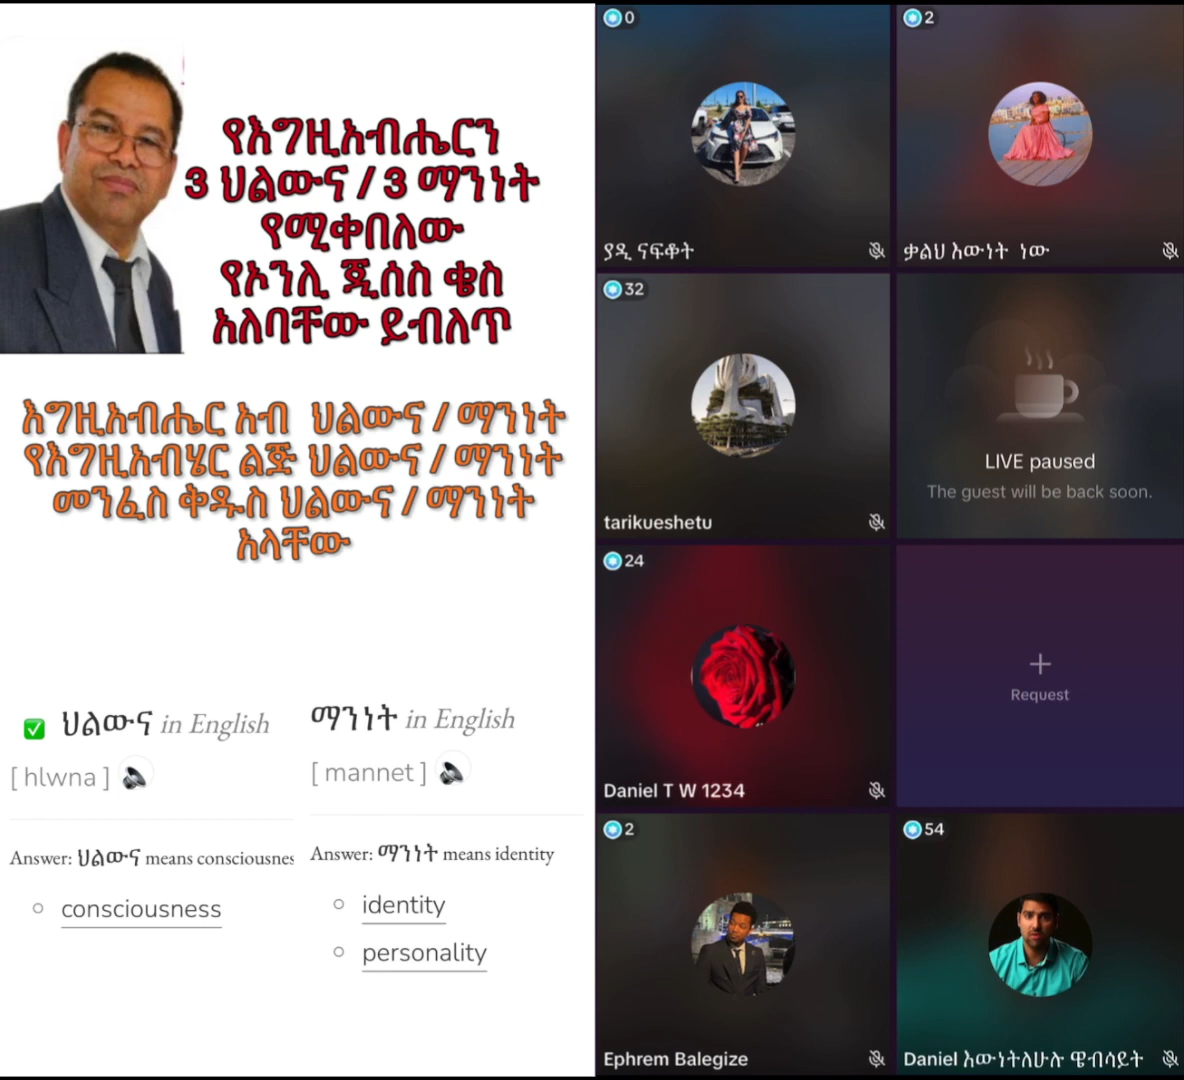 የእግዚአብሔርን
3 ህልውና / 3 ማንነት
የሚቀበለው
የኦንሊ ጂሰስ ቄስ
አለባቸው ይብለጥ
እግዚአብሔር አብ ህልውና / ማንነት
የእግዚአብሄር ልጅ ህልውና / ማንነት
መንፈስ ቅዱስ ህልውና / ማንነት
አላቸው
ህልውና in English
[ hlwna ]
Answer: ህልውና means consciousnes
consciousness
ማንነት in English
[ mannet ]
Answer: ማንነት means identity
identity
personality
0
ያዲ ናፍቆት
2
ቃልህ እውነት ነው
32
tarikueshetu
LIVE paused
The guest will be back soon.
24
Daniel T W 1234
Request
2
Ephrem Balegize
54
Daniel እውነትለሁሉ ዌብሳይት